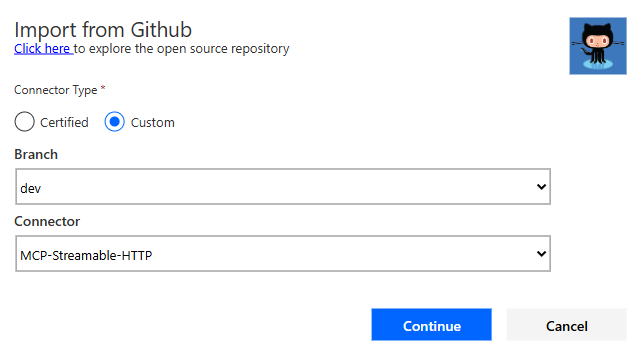 Import from Github
Click here to explore the open source repository
Connector Type *
Certified Custom
Branch
dev
Connector
MCP-Streamable-HTTP
Continue Cancel